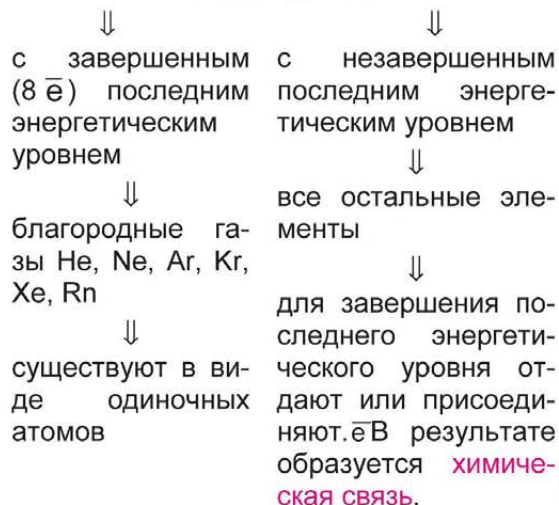 ⇓
с завершенным
(8 ē) последним
энергетическим
уровнем
⇓
благородные га-
зы He, Ne, Ar, Kr,
Xe, Rn
⇓
существуют в ви-
де одиночных
атомов
⇓
с незавершенным
последним энерге-
тическим уровнем
⇓
все остальные эле-
менты
⇓
для завершения по-
следнего энергети-
ческого уровня от-
дают или присоеди-
няют.ēВ результате
образуется химиче-
ская связь.